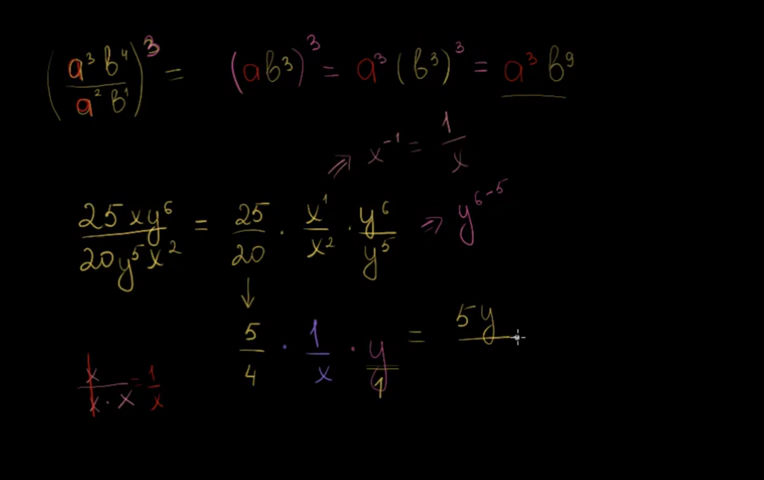 (a³b⁴/a²b¹)³ = (ab³)³ = a³(b³)³ = a³b⁹
⇒ x⁻¹ = 1/x
25xy⁶/20y⁵x² = 25/20 · x¹/x² · y⁶/y⁵ ⇒ y⁶⁻⁵
↓
5/4 · 1/x · y/1 = 5y
x/x·x = 1/x